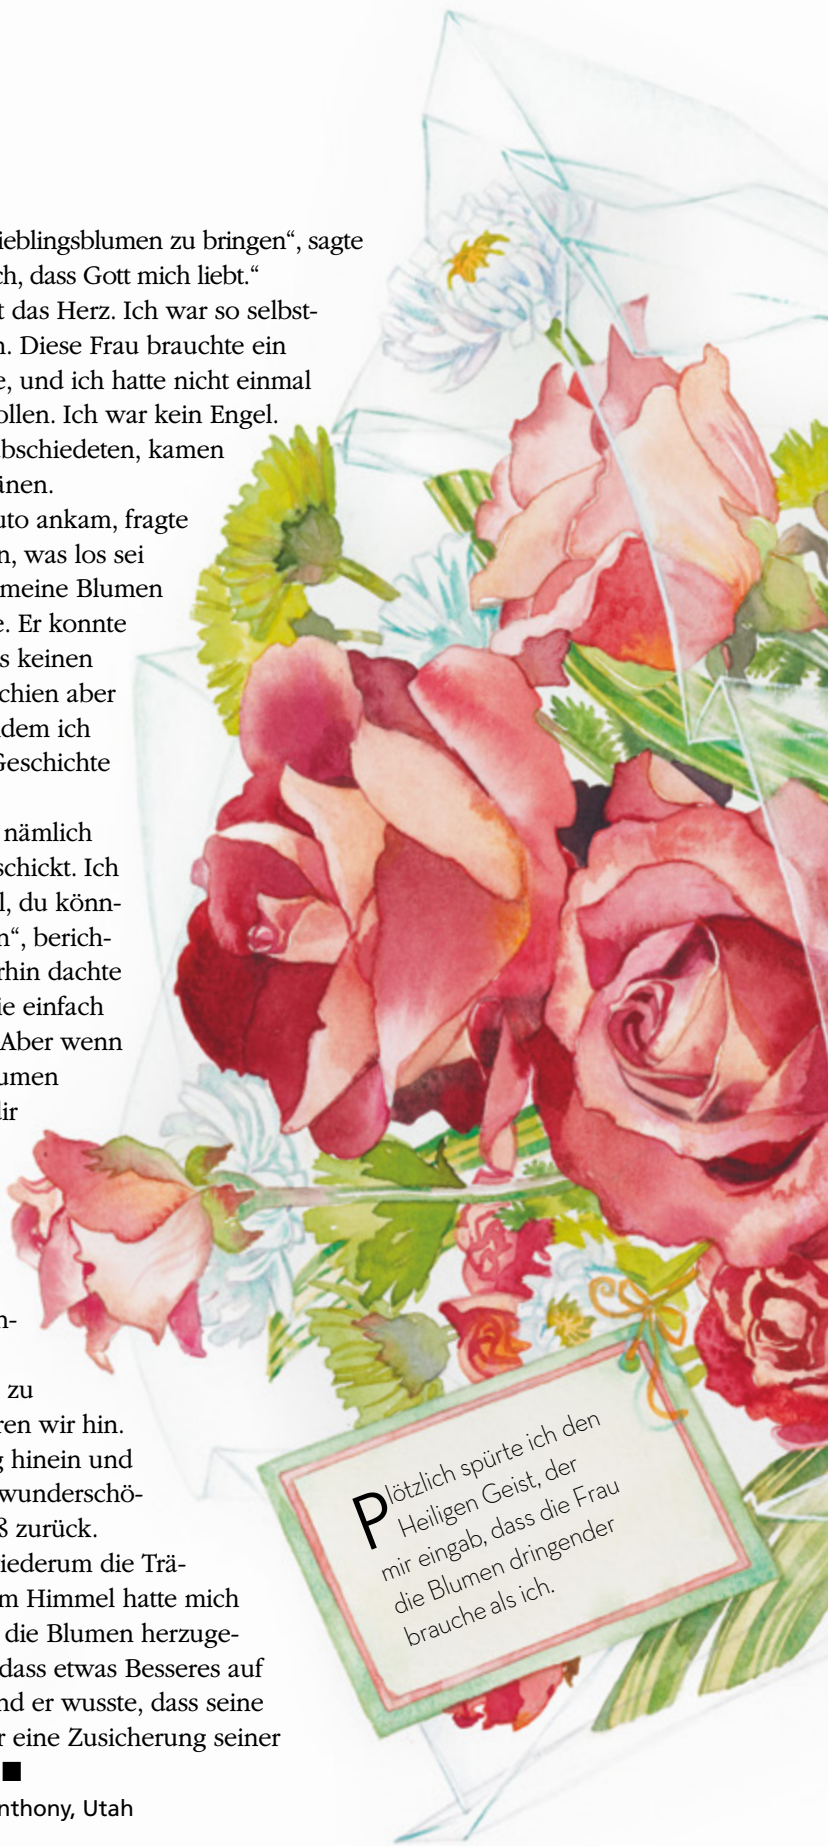 ieblingsblumen zu bringen“, sagte
ch, dass Gott mich liebt.“
t das Herz. Ich war so selbst-
n. Diese Frau brauchte ein
e, und ich hatte nicht einmal
ollen. Ich war kein Engel.
bschiedeten, kamen
änen.
uto ankam, fragte
n, was los sei
meine Blumen
e. Er konnte
s keinen
chien aber
dem ich
Geschichte
nämlich
schickt. Ich
l, du könn-
n“, berich-
rhin dachte
ie einfach
Aber wenn
umen
dir
n-
zu
ren wir hin.
g hinein und
wunderschö-
ß zurück.
iederum die Trä-
m Himmel hatte mich
die Blumen herzuge-
dass etwas Besseres auf
nd er wusste, dass seine
r eine Zusicherung seiner
■
nthony, Utah
Plötzlich spürte ich den
Heiligen Geist, der
mir eingab, dass die Frau
die Blumen dringender
brauche als ich.